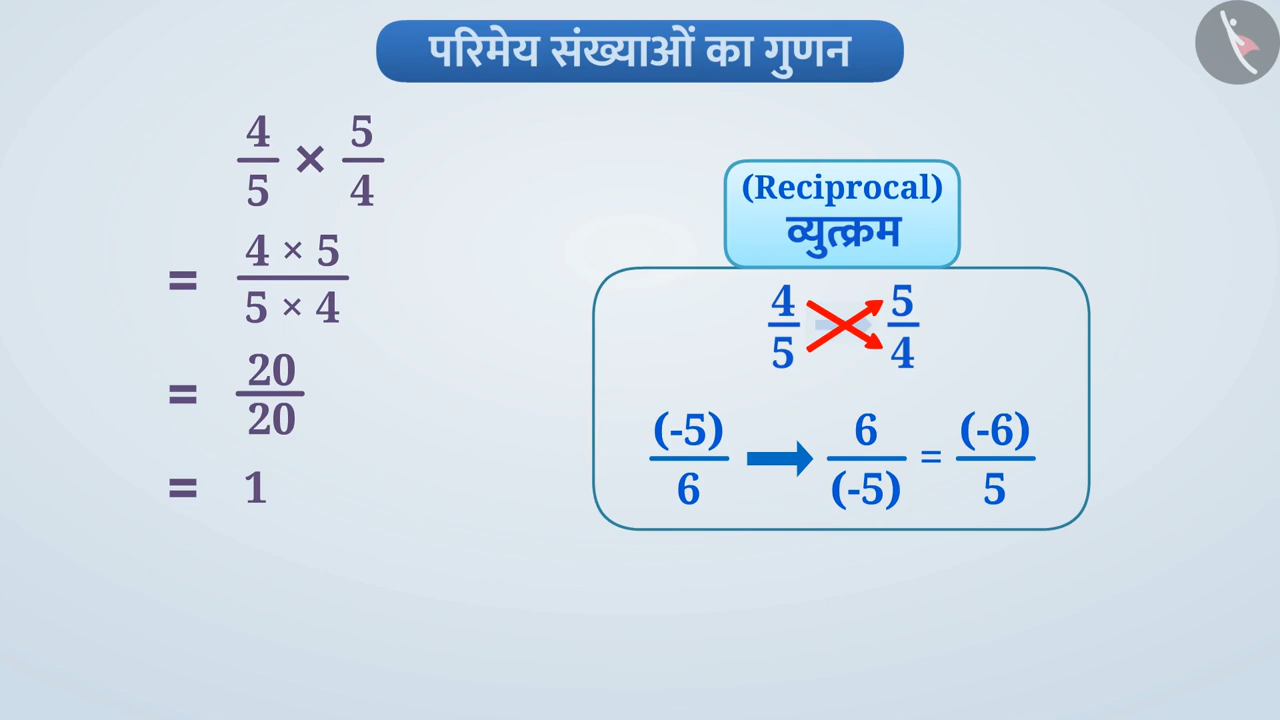 परिमेय संख्याओं का गुणन
4/5 × 5/4
= (4 × 5)/(5 × 4)
= 20/20
= 1
(Reciprocal)
व्युत्क्रम
4/5 5/4
(-5)/6 ➡ 6/(-5) = (-6)/5